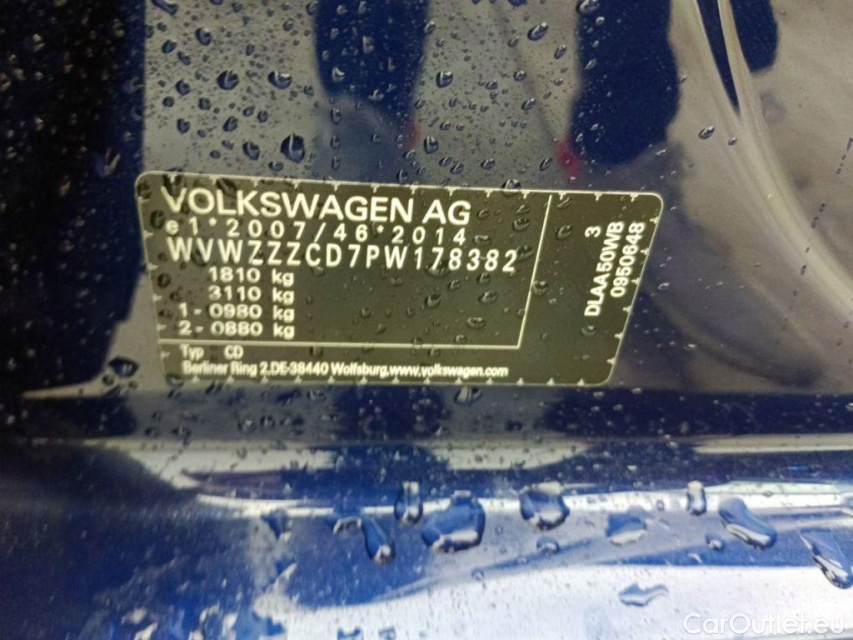 VOLKSWAGEN AG
e1*2007/46*2014
WVWZZZCD7PW178382
1810 kg
3110 kg
1- 0980 kg
2- 0880 kg
Typ CD
Berliner Ring 2,DE-38440 Wolfsburg,www.volkswagen.com
3
DLAA50WB
0950848
CarOutlet.eu